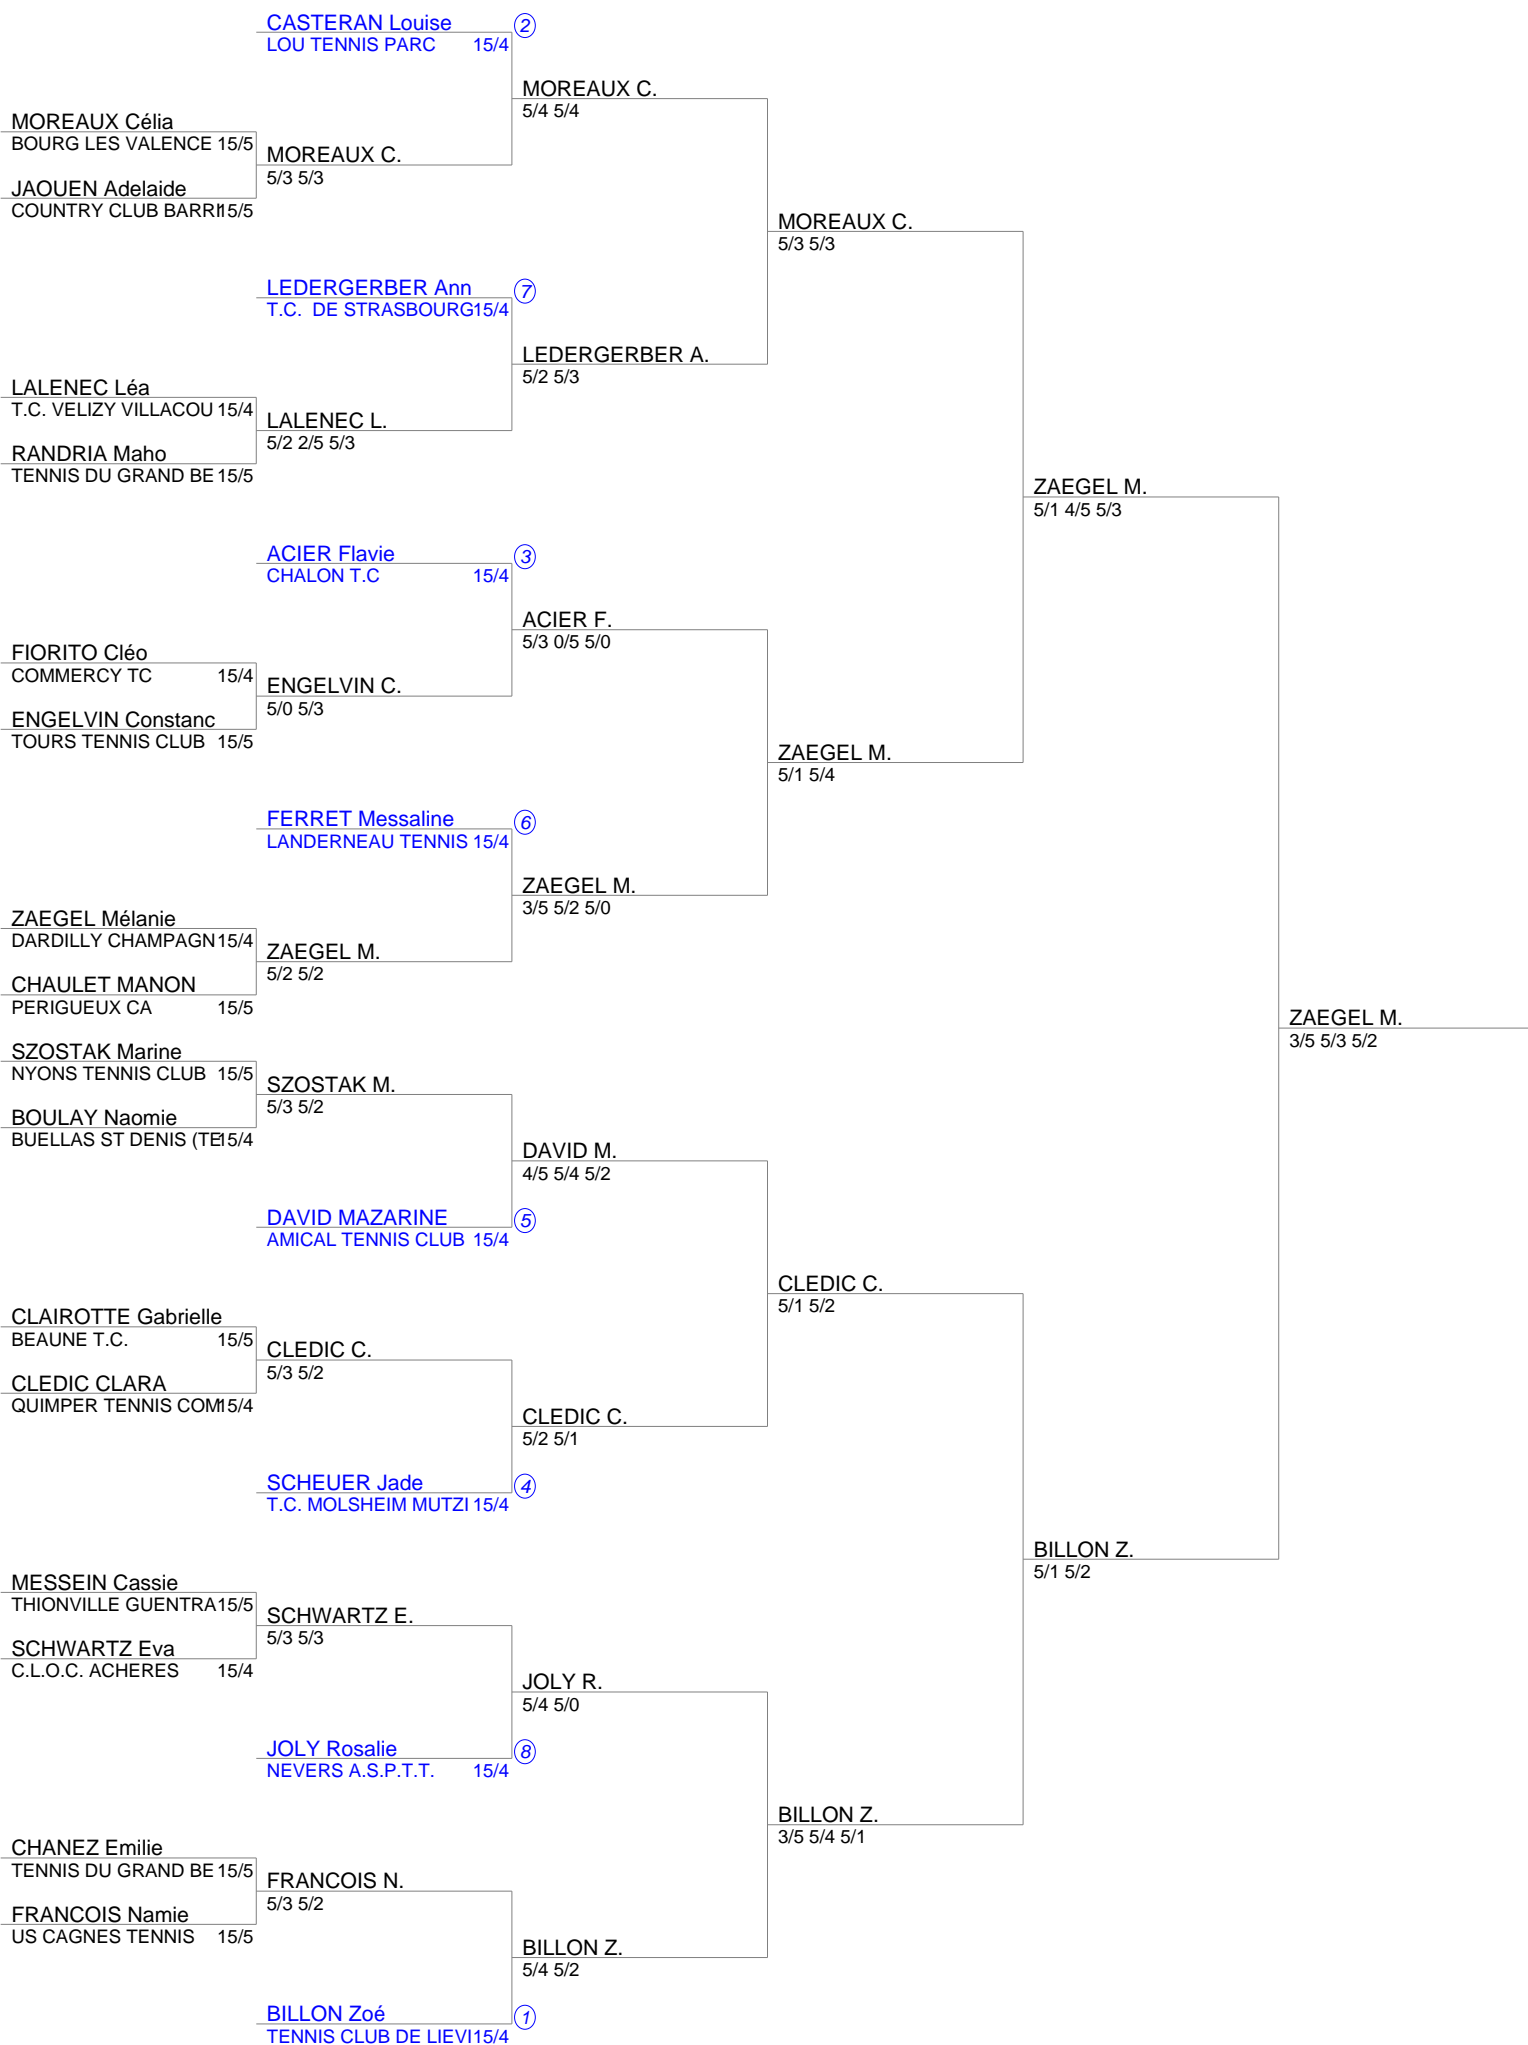 CASTERAN Louise 2
LOU TENNIS PARC 15/4
MOREAUX C.
5/4 5/4
MOREAUX Célia
BOURG LES VALENCE 15/5
MOREAUX C.
5/3 5/3
JAOUEN Adelaide
COUNTRY CLUB BARRI 15/5
MOREAUX C.
5/3 5/3
LEDERGERBER Ann 7
T.C. DE STRASBOURG 15/4
LEDERGERBER A.
5/2 5/3
LALENEC Léa
T.C. VELIZY VILLACOU 15/4
LALENEC L.
5/2 2/5 5/3
RANDRIA Maho
TENNIS DU GRAND BE 15/5
ZAEGEL M.
5/1 4/5 5/3
ACIER Flavie 3
CHALON T.C 15/4
ACIER F.
5/3 0/5 5/0
FIORITO Cléo
COMMERCY TC 15/4
ENGELVIN C.
5/0 5/3
ENGELVIN Constanc
TOURS TENNIS CLUB 15/5
ZAEGEL M.
5/1 5/4
FERRET Messaline 6
LANDERNEAU TENNIS 15/4
ZAEGEL M.
3/5 5/2 5/0
ZAEGEL Mélanie
DARDILLY CHAMPAGN 15/4
ZAEGEL M.
5/2 5/2
CHAULET MANON
PERIGUEUX CA 15/5
ZAEGEL M.
3/5 5/3 5/2
SZOSTAK Marine
NYONS TENNIS CLUB 15/5
SZOSTAK M.
5/3 5/2
BOULAY Naomie
BUELLAS ST DENIS (TE 15/4
DAVID M.
4/5 5/4 5/2
DAVID MAZARINE 5
AMICAL TENNIS CLUB 15/4
CLEDIC C.
5/1 5/2
CLAIROTTE Gabrielle
BEAUNE T.C. 15/5
CLEDIC C.
5/3 5/2
CLEDIC CLARA
QUIMPER TENNIS COM 15/4
CLEDIC C.
5/2 5/1
SCHEUER Jade 4
T.C. MOLSHEIM MUTZI 15/4
BILLON Z.
5/1 5/2
MESSEIN Cassie
THIONVILLE GUENTRA 15/5
SCHWARTZ E.
5/3 5/3
SCHWARTZ Eva
C.L.O.C. ACHERES 15/4
JOLY R.
5/4 5/0
JOLY Rosalie 8
NEVERS A.S.P.T.T. 15/4
BILLON Z.
3/5 5/4 5/1
CHANEZ Emilie
TENNIS DU GRAND BE 15/5
FRANCOIS N.
5/3 5/2
FRANCOIS Namie
US CAGNES TENNIS 15/5
BILLON Z.
5/4 5/2
BILLON Zoé 1
TENNIS CLUB DE LIEVI 15/4